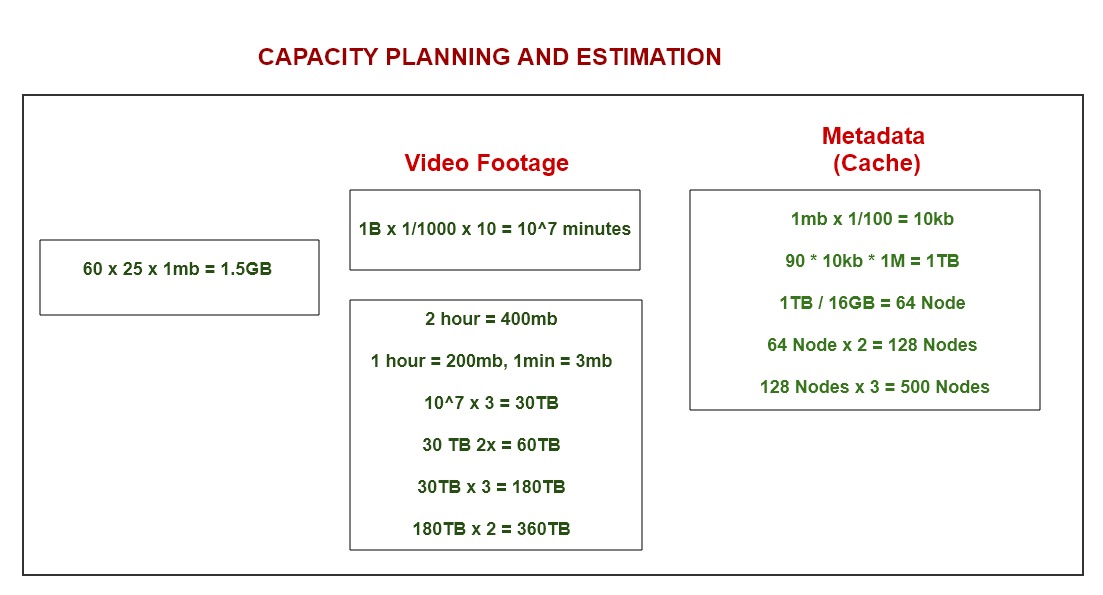 CAPACITY PLANNING AND ESTIMATION
60 x 25 x 1mb = 1.5GB
Video Footage
1B x 1/1000 x 10 = 10^7 minutes
2 hour = 400mb
1 hour = 200mb, 1min = 3mb
10^7 x 3 = 30TB
30 TB 2x = 60TB
30TB x 3 = 180TB
180TB x 2 = 360TB
Metadata
(Cache)
1mb x 1/100 = 10kb
90 * 10kb * 1M = 1TB
1TB / 16GB = 64 Node
64 Node x 2 = 128 Nodes
128 Nodes x 3 = 500 Nodes